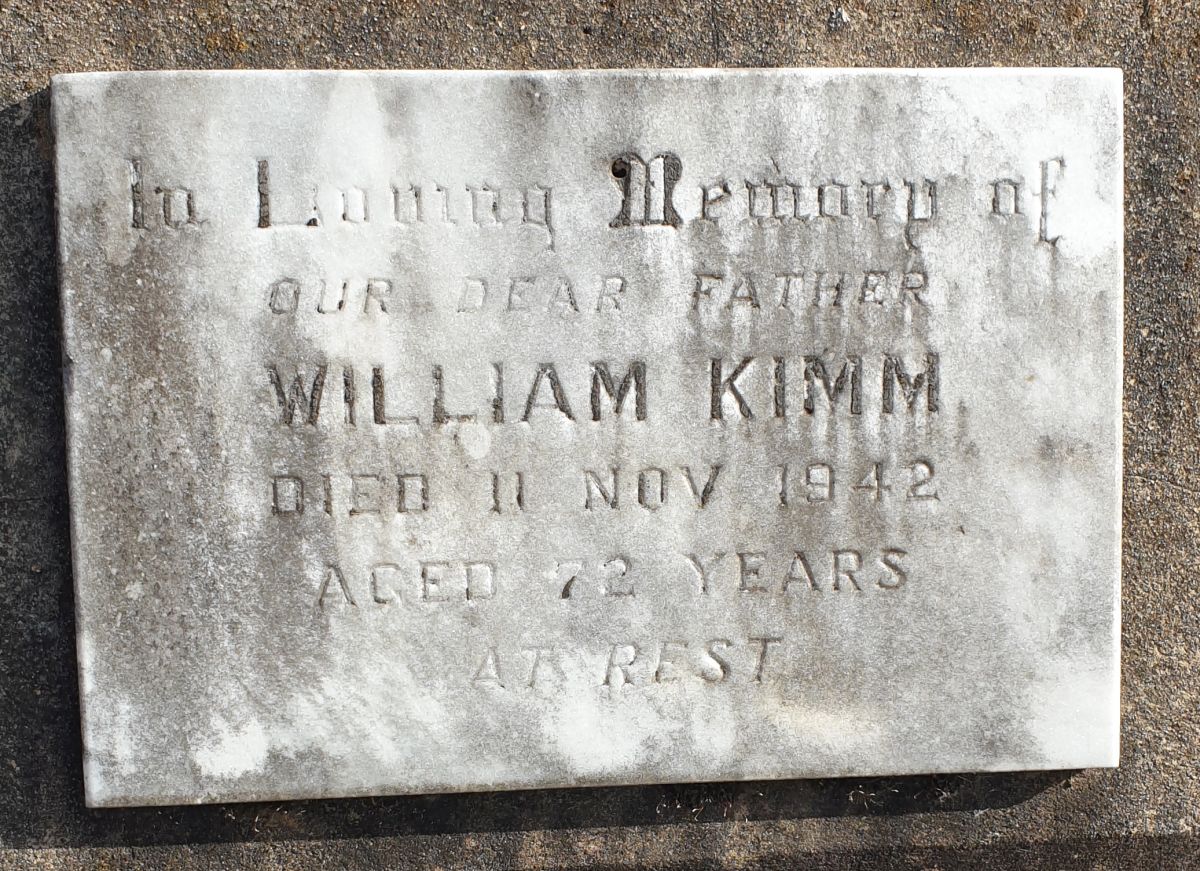 In Loving Memory of
OUR DEAR FATHER
WILLIAM KIMM
DIED 11 NOV 1942
AGED 72 YEARS
AT REST